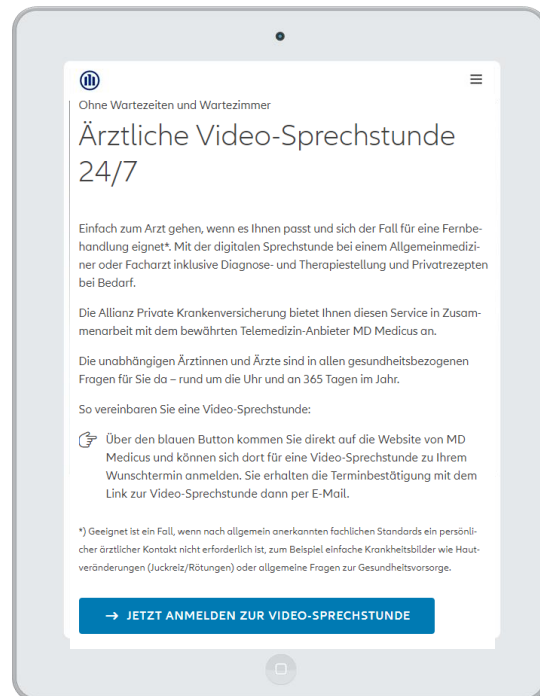 Ohne Wartezeiten und Wartezimmer
Ärztliche Video-Sprechstunde
24/7
Einfach zum Arzt gehen, wenn es Ihnen passt und sich der Fall für eine Fernbe-
handlung eignet*. Mit der digitalen Sprechstunde bei einem Allgemeinmedizi-
ner oder Facharzt inklusive Diagnose- und Therapiestellung und Privatrezepten
bei Bedarf.
Die Allianz Private Krankenversicherung bietet Ihnen diesen Service in Zusam-
menarbeit mit dem bewährten Telemedizin-Anbieter MD Medicus an.
Die unabhängigen Ärztinnen und Ärzte sind in allen gesundheitsbezogenen
Fragen für Sie da – rund um die Uhr und an 365 Tagen im Jahr.
So vereinbaren Sie eine Video-Sprechstunde:
Über den blauen Button kommen Sie direkt auf die Website von MD
Medicus und können sich dort für eine Video-Sprechstunde zu Ihrem
Wunschtermin anmelden. Sie erhalten die Terminbestätigung mit dem
Link zur Video-Sprechstunde dann per E-Mail.
*) Geeignet ist ein Fall, wenn nach allgemein anerkannten fachlichen Standards ein persönli-
cher ärztlicher Kontakt nicht erforderlich ist, zum Beispiel einfache Krankheitsbilder wie Haut-
veränderungen (Juckreiz/Rötungen) oder allgemeine Fragen zur Gesundheitsvorsorge.
→ JETZT ANMELDEN ZUR VIDEO-SPRECHSTUNDE